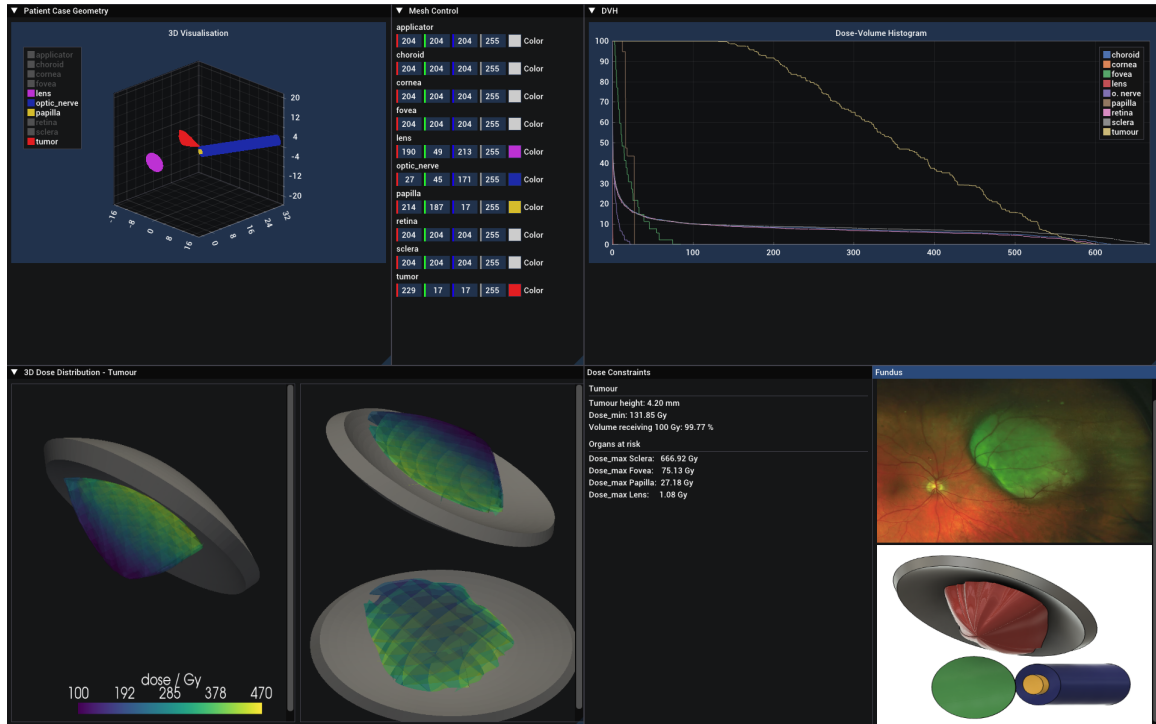 Patient Case Geometry
3D Visualisation
applicator
choroid
cornea
fovea
lens
optic_nerve
papilla
retina
sclera
tumor
20
12
4
-4
-12
-20
-16
-8
0
8
16
0
8
16
24
32
Mesh Control
applicator
204 204 204 255 Color
choroid
204 204 204 255 Color
cornea
204 204 204 255 Color
fovea
204 204 204 255 Color
lens
190 49 213 255 Color
optic_nerve
27 45 171 255 Color
papilla
214 187 17 255 Color
retina
204 204 204 255 Color
sclera
204 204 204 255 Color
tumor
229 17 17 255 Color
DVH
Dose-Volume Histogram
100
90
80
70
60
50
40
30
20
10
0
0 100 200 300 400 500 600
choroid
cornea
fovea
lens
o. nerve
papilla
retina
sclera
tumour
3D Dose Distribution - Tumour
dose / Gy
100 192 285 378 470
Dose Constraints
Tumour
Tumour height: 4.20 mm
Dose_min: 131.85 Gy
Volume receiving 100 Gy: 99.77 %
Organs at risk
Dose_max Sclera: 666.92 Gy
Dose_max Fovea: 75.13 Gy
Dose_max Papilla: 27.18 Gy
Dose_max Lens: 1.08 Gy
Fundus